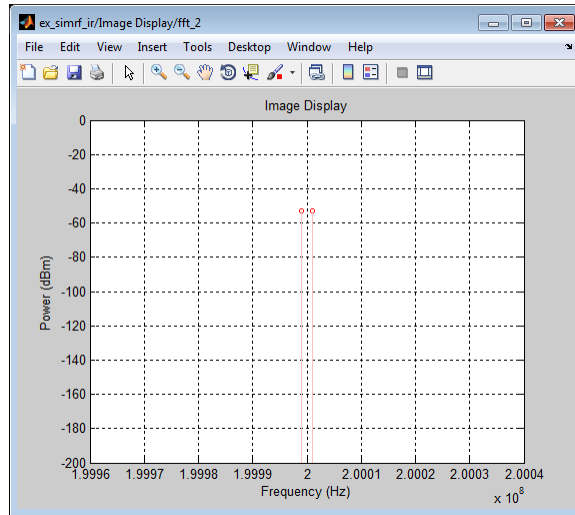 ex_simrf_ir/Image Display/fft_2
File Edit View Insert Tools Desktop Window Help
Image Display
0
-20
-40
-60
-80
-100
-120
-140
-160
-180
-200
Power (dBm)
1.9996 1.9997 1.9998 1.9999 2 2.0001 2.0002 2.0003 2.0004
Frequency (Hz)
x 10⁸